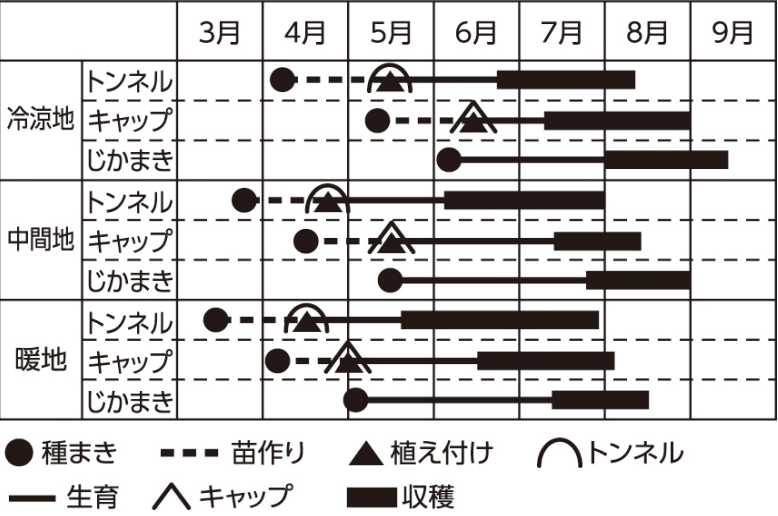 3月 4月 5月 6月 7月 8月 9月
冷涼地
トンネル
キャップ
じかまき
中間地
トンネル
キャップ
じかまき
暖地
トンネル
キャップ
じかまき
種まき 苗作り 植え付け トンネル
生育 キャップ 収穫